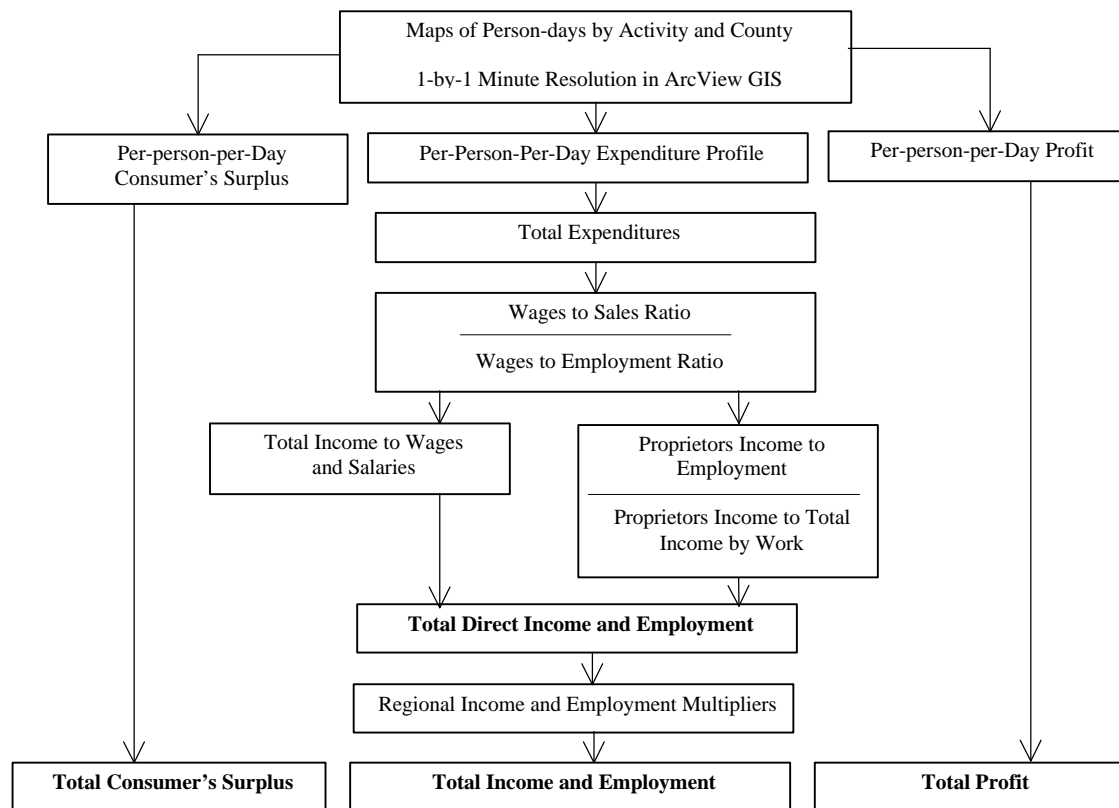 Maps of Person-days by Activity and County
1-by-1 Minute Resolution in ArcView GIS
Per-person-per-Day
Consumer's Surplus
Per-Person-Per-Day Expenditure Profile
Per-person-per-Day Profit
Total Expenditures
Wages to Sales Ratio
Wages to Employment Ratio
Total Income to Wages
and Salaries
Proprietors Income to
Employment
Proprietors Income to Total
Income by Work
Total Direct Income and Employment
Regional Income and Employment Multipliers
Total Consumer's Surplus
Total Income and Employment
Total Profit